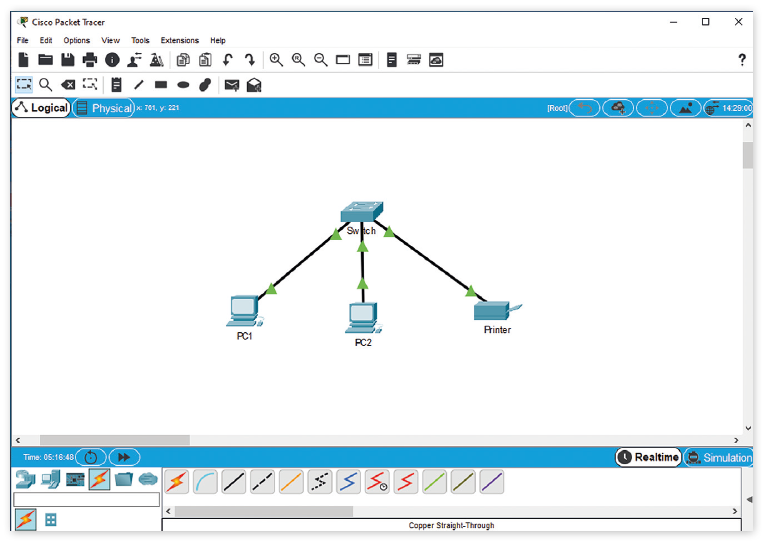 Cisco Packet Tracer
File Edit Options View Tools Extensions Help
?
Logical Physical x: 761, y: 221 [Root] 14:29:00
Switch
PC1
PC2
Printer
Time: 05:16:48 Realtime Simulation
Copper Straight-Through